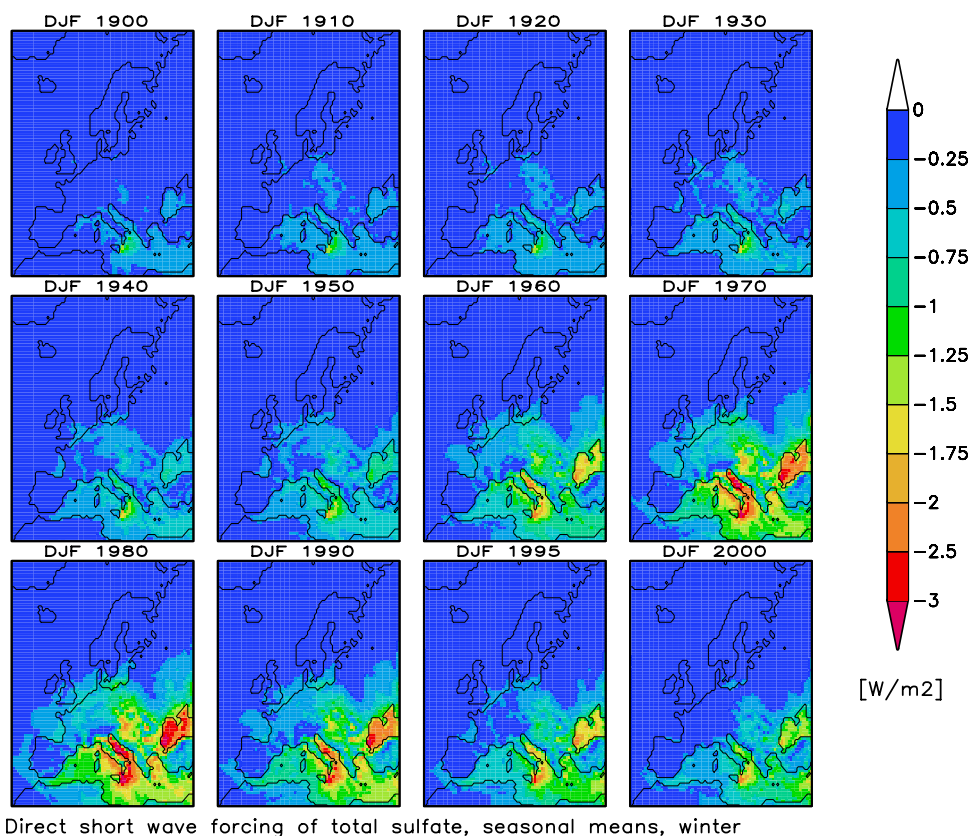 DJF 1900
DJF 1910
DJF 1920
DJF 1930
DJF 1940
DJF 1950
DJF 1960
DJF 1970
DJF 1980
DJF 1990
DJF 1995
DJF 2000
0
-0.25
-0.5
-0.75
-1
-1.25
-1.5
-1.75
-2
-2.5
-3
[W/m2]
Direct short wave forcing of total sulfate, seasonal means, winter